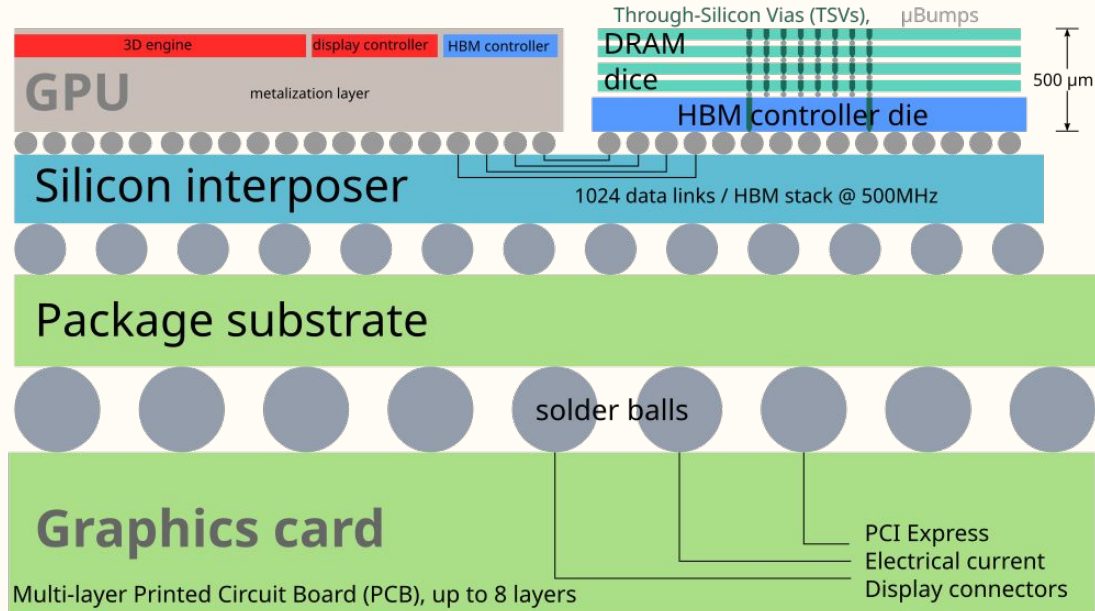 Through-Silicon Vias (TSVs), μBumps
3D engine
display controller
HBM controller
GPU
metalization layer
DRAM
dice
HBM controller die
500 μm
Silicon interposer
1024 data links / HBM stack @ 500MHz
Package substrate
solder balls
Graphics card
PCI Express
Electrical current
Display connectors
Multi-layer Printed Circuit Board (PCB), up to 8 layers